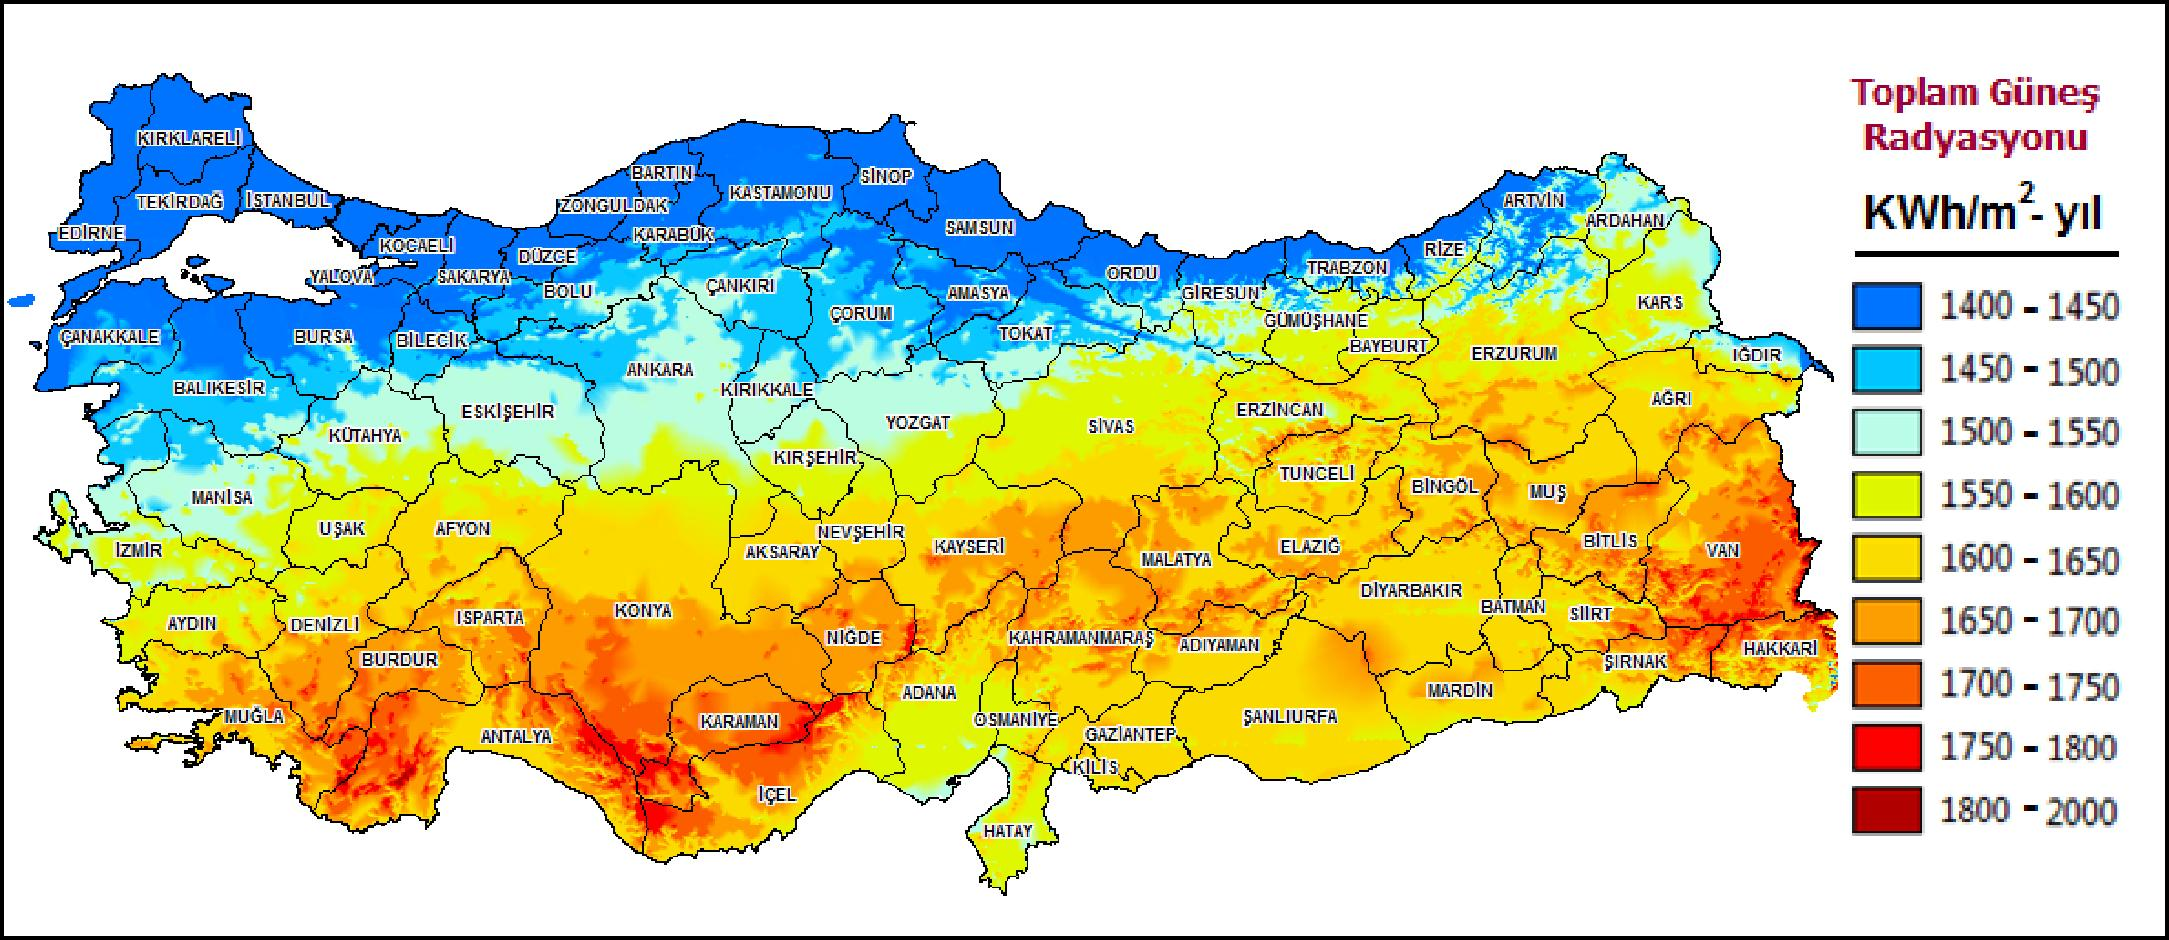 Toplam Güneş
Radyasyonu
KWh/m2- yıl
1400 - 1450
1450 - 1500
1500 - 1550
1550 - 1600
1600 - 1650
1650 - 1700
1700 - 1750
1750 - 1800
1800 - 2000
KIRKLARELİ
TEKİRDAĞ
İSTANBUL
EDİRNE
KOCAELİ
YALOVA
SAKARYA
DÜZGE
BOLU
ZONGULDAK
BARTIN
KARABÜK
KASTAMONU
SİNOP
SAMSUN
ÇANKIRI
ÇORUM
AMASYA
TOKAT
ORDU
GİRESUN
TRABZON
RİZE
ARTVİN
ARDAHAN
KARS
IĞDIR
GÜMÜŞHANE
BAYBURT
ERZURUM
AĞRI
ÇANAKKALE
BURSA
BİLECİK
BALIKESİR
KÜTAHYA
ESKİŞEHİR
ANKARA
KIRIKKALE
YOZGAT
SİVAS
ERZİNCAN
TUNCELİ
BİNGÖL
MUŞ
BİTLİS
VAN
MANİSA
İZMİR
UŞAK
AFYON
KIRŞEHİR
NEVŞEHİR
AKSARAY
KAYSERİ
MALATYA
ELAZIĞ
DİYARBAKIR
BATMAN
SİİRT
ŞIRNAK
HAKKARİ
AYDIN
DENİZLİ
ISPARTA
BURDUR
KONYA
NİĞDE
KAHRAMANMARAŞ
ADIYAMAN
MARDİN
ŞANLIURFA
GAZİANTEP
KİLİS
OSMANİYE
ADANA
HATAY
İÇEL
KARAMAN
ANTALYA
MUĞLA